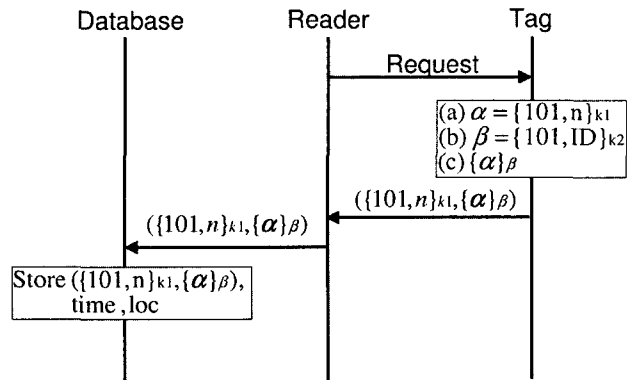 Database Reader Tag
Request
(a) α = {101, n}k1
(b) β = {101, ID}k2
(c) {α}β
({101, n}k1, {α}β)
({101, n}k1, {α}β)
Store ({101, n}k1, {α}β),
time, loc